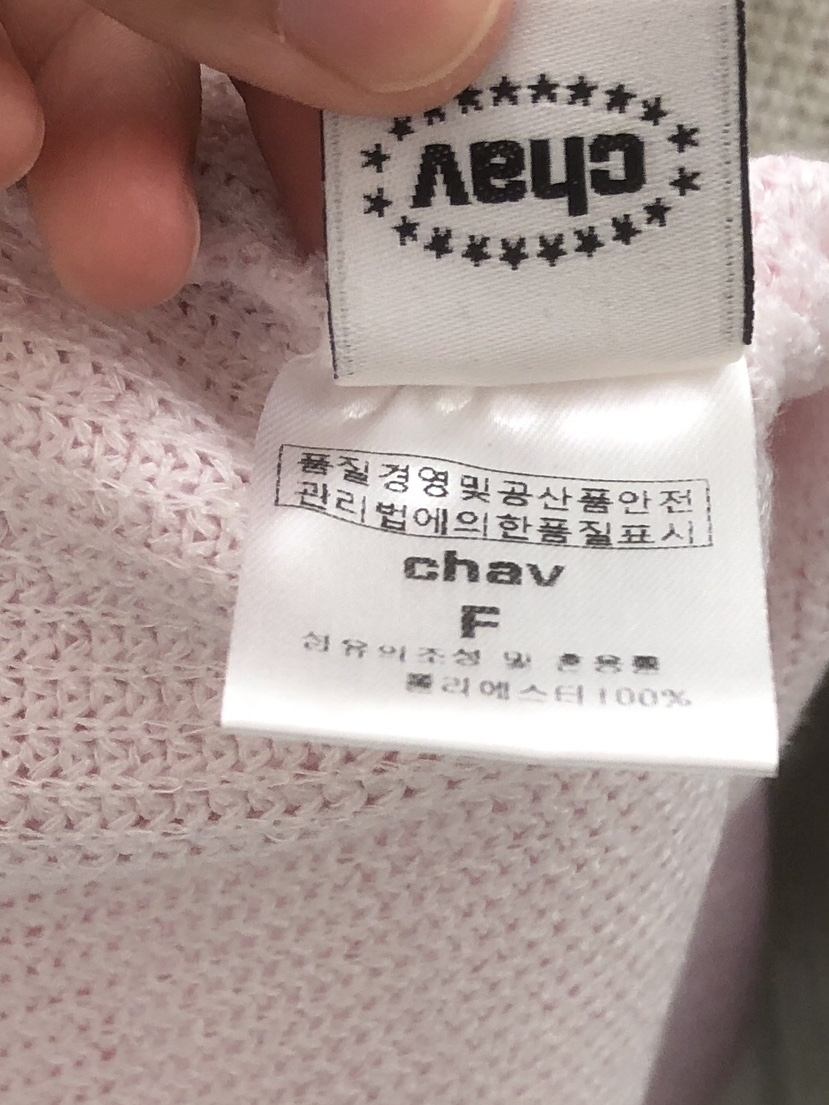 chav
품질경영및공산품안전
관리법에의한품질표시
chav
F
섬유의조성 및 혼용률
폴리에스터100%